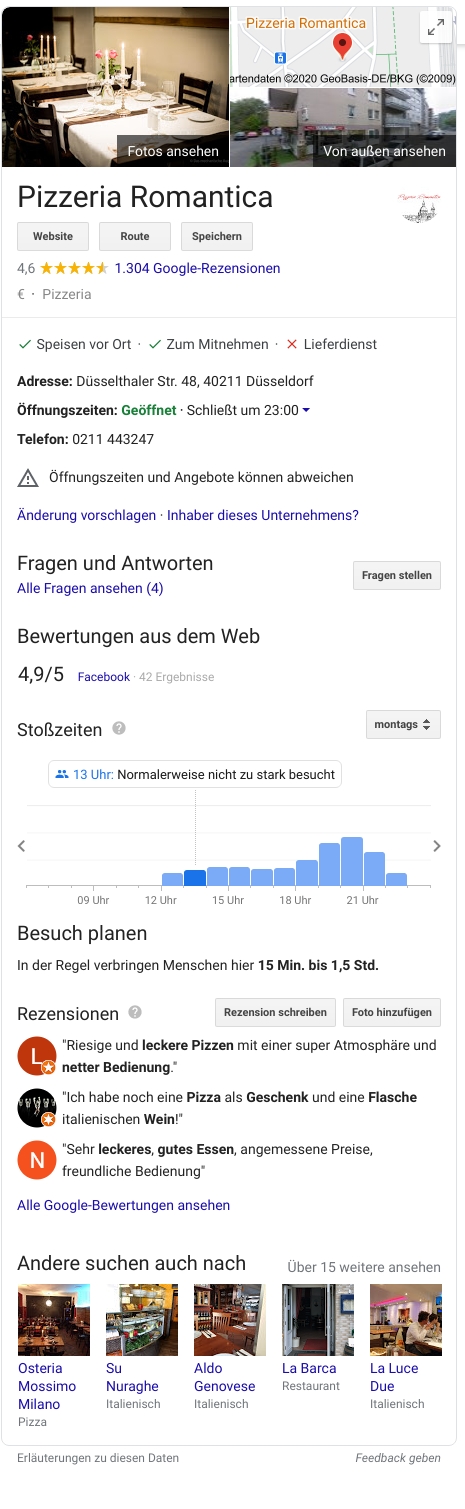 Pizzeria Romantica
artendaten ©2020 GeoBasis-DE/BKG (©2009)
Fotos ansehen
Von außen ansehen
Pizzeria Romantica
Pizzeria Romantica
Website
Route
Speichern
4,6 1.304 Google-Rezensionen
€ · Pizzeria
Speisen vor Ort · Zum Mitnehmen · Lieferdienst
Adresse: Düsselthaler Str. 48, 40211 Düsseldorf
Öffnungszeiten: Geöffnet · Schließt um 23:00
Telefon: 0211 443247
Öffnungszeiten und Angebote können abweichen
Änderung vorschlagen · Inhaber dieses Unternehmens?
Fragen und Antworten
Alle Fragen ansehen (4)
Fragen stellen
Bewertungen aus dem Web
4,9/5 Facebook · 42 Ergebnisse
Stoßzeiten ?
montags
13 Uhr: Normalerweise nicht zu stark besucht
09 Uhr 12 Uhr 15 Uhr 18 Uhr 21 Uhr
Besuch planen
In der Regel verbringen Menschen hier 15 Min. bis 1,5 Std.
Rezensionen ?
Rezension schreiben
Foto hinzufügen
L
"Riesige und leckere Pizzen mit einer super Atmosphäre und
netter Bedienung."
"Ich habe noch eine Pizza als Geschenk und eine Flasche
italienischen Wein!"
N
"Sehr leckeres, gutes Essen, angemessene Preise,
freundliche Bedienung"
Alle Google-Bewertungen ansehen
Andere suchen auch nach
Über 15 weitere ansehen
Osteria
Mossimo
Milano
Pizza
Su
Nuraghe
Italienisch
Aldo
Genovese
Italienisch
La Barca
Restaurant
La Luce
Due
Italienisch
Erläuterungen zu diesen Daten
Feedback geben